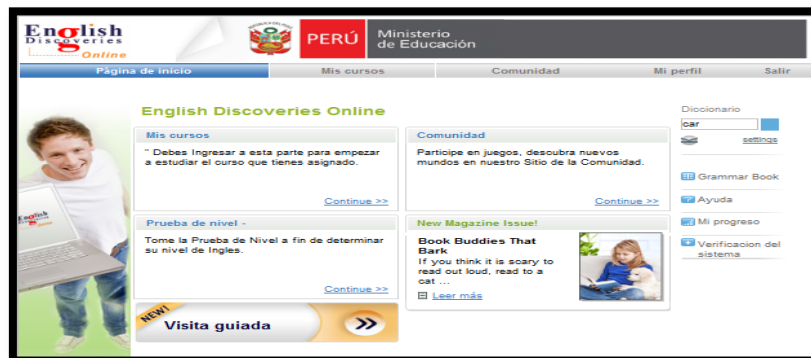 English
Discoveries
Online
PERÚ
Ministerio
de Educación
Página de inicio
Mis cursos
Comunidad
Mi perfil
Salir
English Discoveries Online
Mis cursos
" Debes Ingresar a esta parte para empezar
a estudiar el curso que tienes asignado.
Continue >>
Comunidad
Participe en juegos, descubra nuevos
mundos en nuestro Sitio de la Comunidad.
Continue >>
Prueba de nivel -
Tome la Prueba de Nivel a fin de determinar
su nivel de Ingles.
Continue >>
New Magazine Issue!
Book Buddies That
Bark
If you think it is scary to
read out loud, read to a
cat ...
Leer más
NEW!
Visita guiada
Diccionario
car
settings
Grammar Book
Ayuda
Mi progreso
Verificacion del
sistema